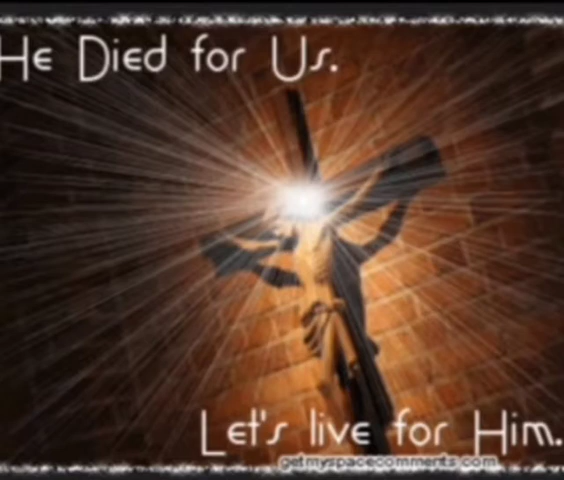 He Died for Us.
Let's live for Him.
getmyspacecomments.com